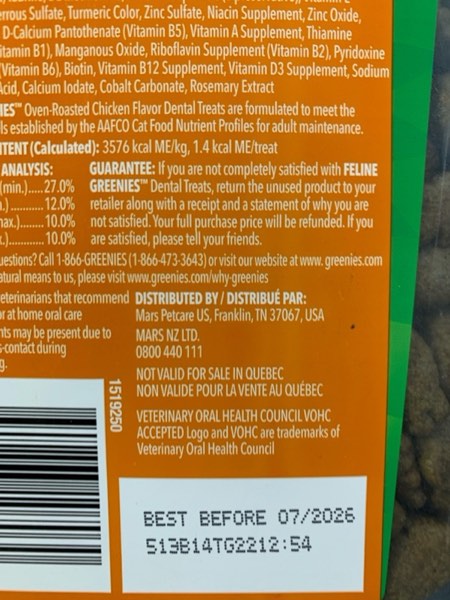 Ferrous Sulfate, Turmeric Color, Zinc Sulfate, Niacin Supplement, Zinc Oxide,
D-Calcium Pantothenate (Vitamin B5), Vitamin A Supplement, Thiamine
itamin B1), Manganous Oxide, Riboflavin Supplement (Vitamin B2), Pyridoxine
(Vitamin B6), Biotin, Vitamin B12 Supplement, Vitamin D3 Supplement, Sodium
Acid, Calcium Iodate, Cobalt Carbonate, Rosemary Extract
IES™ Oven-Roasted Chicken Flavor Dental Treats are formulated to meet the
ls established by the AAFCO Cat Food Nutrient Profiles for adult maintenance.
TENT (Calculated): 3576 kcal ME/kg, 1.4 kcal ME/treat
ANALYSIS:
(min.).....27.0%
.) ..........12.0%
max.).......10.0%
.)............10.0%
GUARANTEE: If you are not completely satisfied with FELINE
GREENIES™ Dental Treats, return the unused product to your
retailer along with a receipt and a statement of why you are
not satisfied. Your full purchase price will be refunded. If you
are satisfied, please tell your friends.
uestions? Call 1-866-GREENIES (1-866-473-3643) or visit our website at www. greenies.com
atural means to us, please visit www.greenies.com/why-greenies
eterinarians that recommend
or at home oral care
nts may be present due to
s-contact during
g.
DISTRIBUTED BY / DISTRIBUÉ PAR:
Mars Petcare US, Franklin, TN 37067, USA
MARS NZ LTD.
0800 440 111
NOT VALID FOR SALE IN QUEBEC
NON VALIDE POUR LA VENTE AU QUÉBEC
VETERINARY ORAL HEALTH COUNCIL VOHC
ACCEPTED Logo and VOHC are trademarks of
Veterinary Oral Health Council
1519250
BEST BEFORE 07/2026
513B14TG2212:54